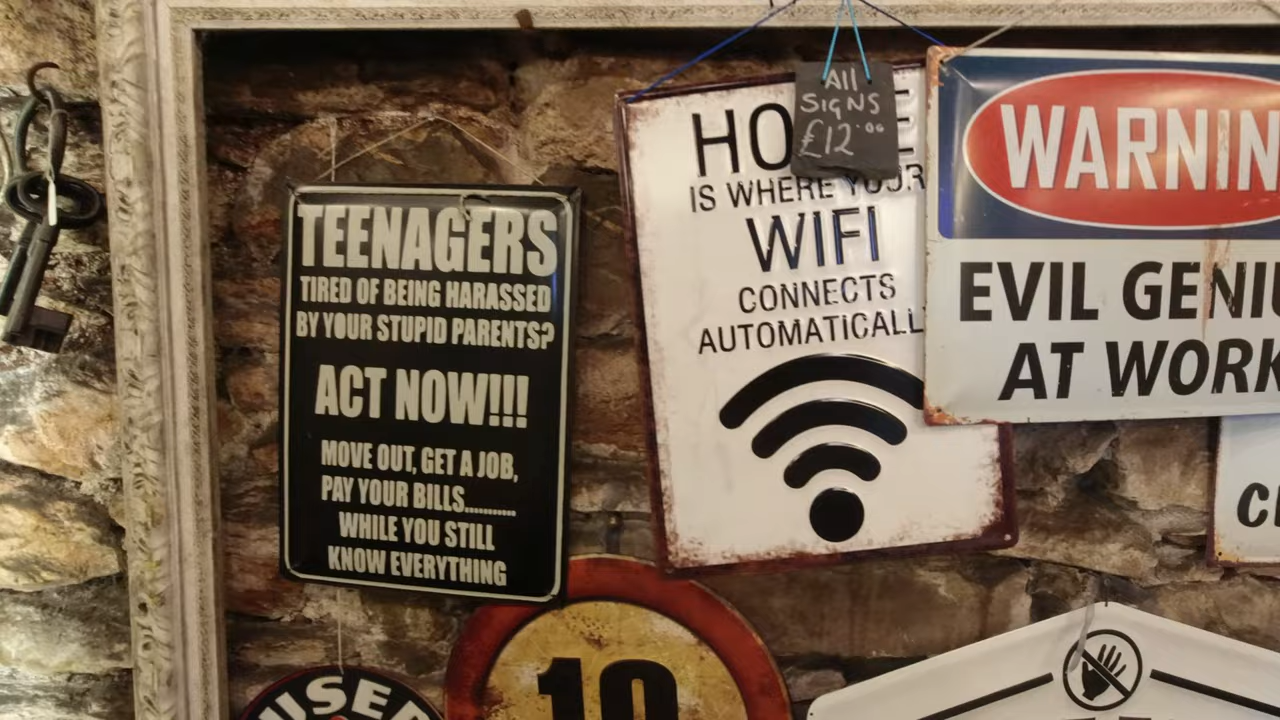 TEENAGERS
TIRED OF BEING HARASSED
BY YOUR STUPID PARENTS?
ACT NOW!!!
MOVE OUT, GET A JOB,
PAY YOUR BILLS...........
WHILE YOU STILL
KNOW EVERYTHING
All
SIGNS
£12.00
HO E
IS WHERE YOUR
WIFI
CONNECTS
AUTOMATICALL
WARNIN
EVIL GENIU
AT WORK
10
USED